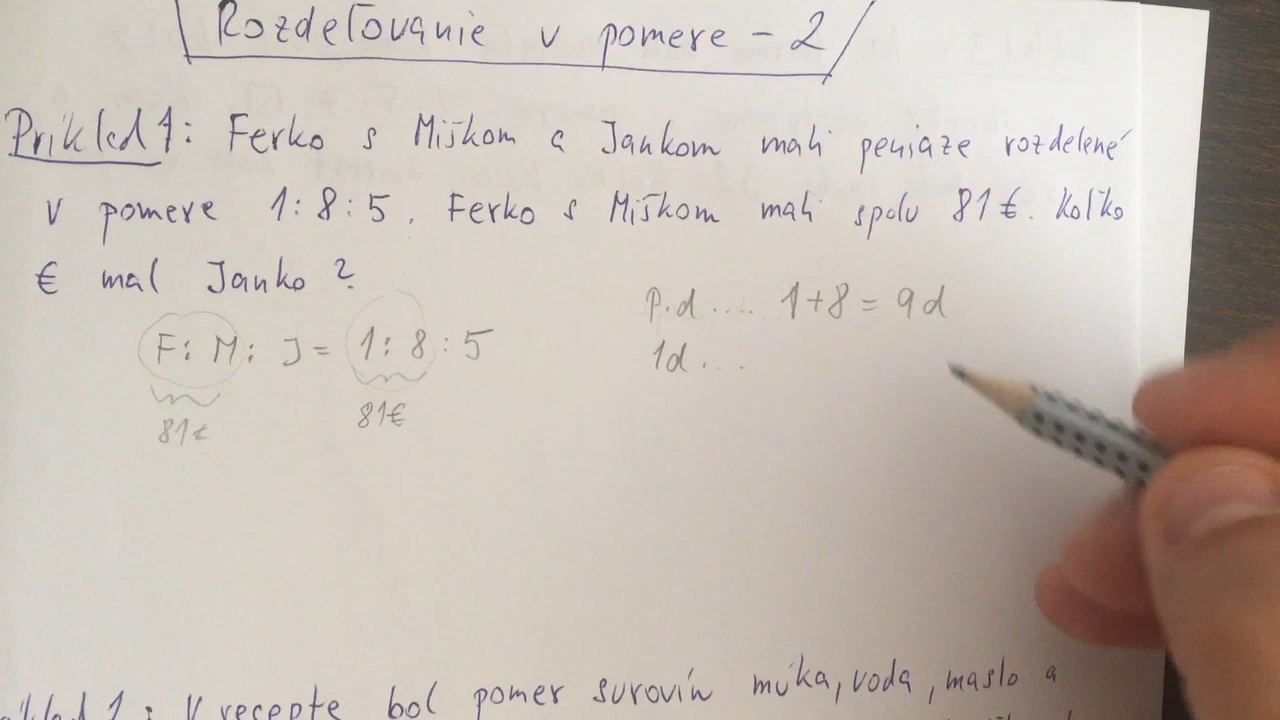 Rozdeľovanie v pomere - 2
Príklad 1: Ferko s Miškom a Jankom mali peniaze rozdelené
v pomere 1:8:5. Ferko s Miškom mali spolu 81€. Koľko
€ mal Janko?
P.d .... 1+8 = 9d
F: M: J = 1: 8 : 5
1d ...
81€ 81€
klad 1: V recepte bol pomer surovín múka, voda, maslo a